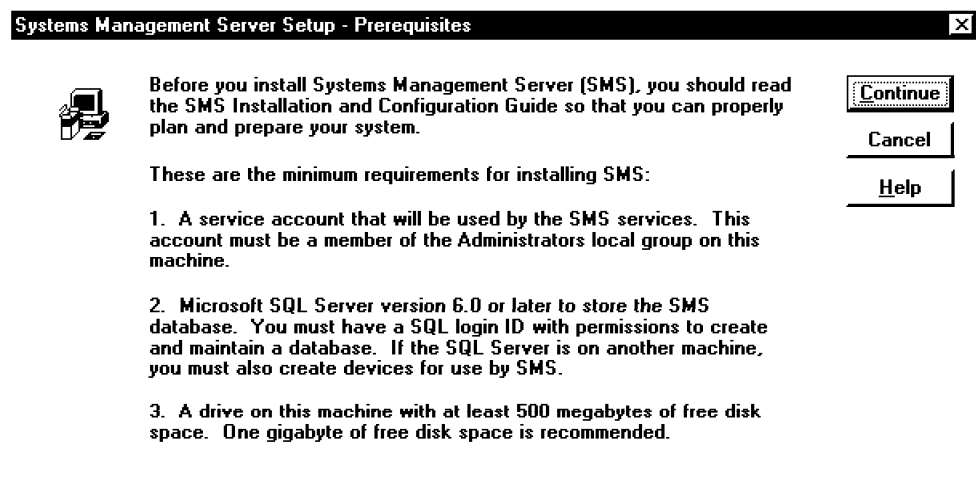 Systems Management Server Setup - Prerequisites
Before you install Systems Management Server (SMS), you should read
the SMS Installation and Configuration Guide so that you can properly
plan and prepare your system.
Continue
Cancel
Help
These are the minimum requirements for installing SMS:
1. A service account that will be used by the SMS services. This
account must be a member of the Administrators local group on this
machine.
2. Microsoft SQL Server version 6.0 or later to store the SMS
database. You must have a SQL login ID with permissions to create
and maintain a database. If the SQL Server is on another machine,
you must also create devices for use by SMS.
3. A drive on this machine with at least 500 megabytes of free disk
space. One gigabyte of free disk space is recommended.